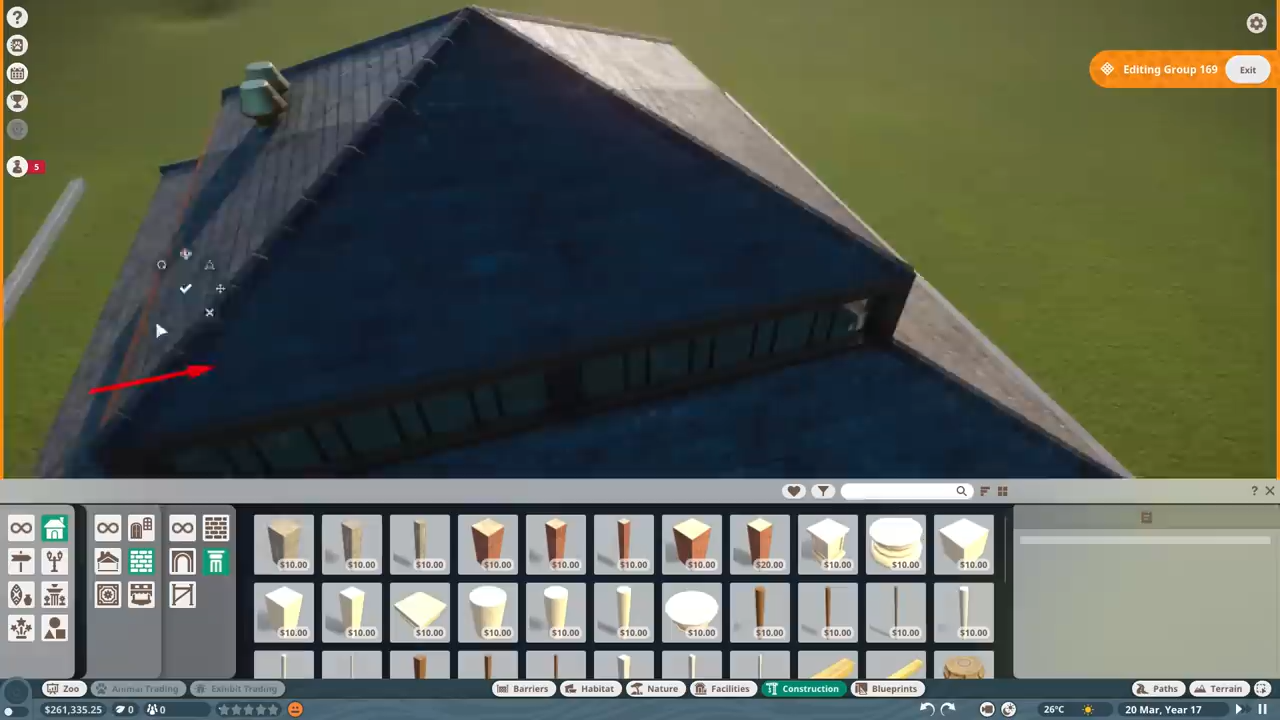 ?
Editing Group 169
Exit
5
? 
$10.00 $10.00 $10.00 $10.00 $10.00 $10.00 $10.00 $20.00 $10.00 $10.00 $10.00
$10.00 $10.00 $10.00 $10.00 $10.00 $10.00 $10.00 $10.00 $10.00 $10.00 $10.00
Zoo Animal Trading Exhibit Trading Barriers Habitat Nature Facilities Construction Blueprints Paths Terrain
$261,335.25 0 0 26°C 20 Mar, Year 17